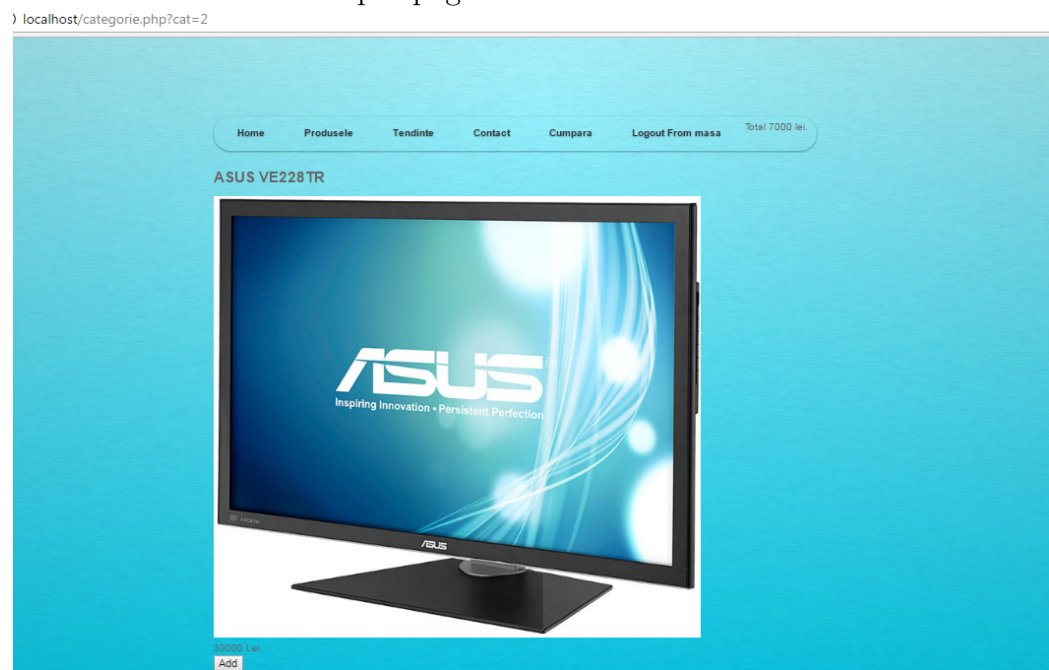 localhost/categorie.php?cat=2
Home Produsele Tendinte Contact Cumpara Logout From masa Total 7000 lei.
ASUS VE228TR
ASUS
Inspiring Innovation • Persistent Perfection
HDMI
ASUS
30000 Lei
Add